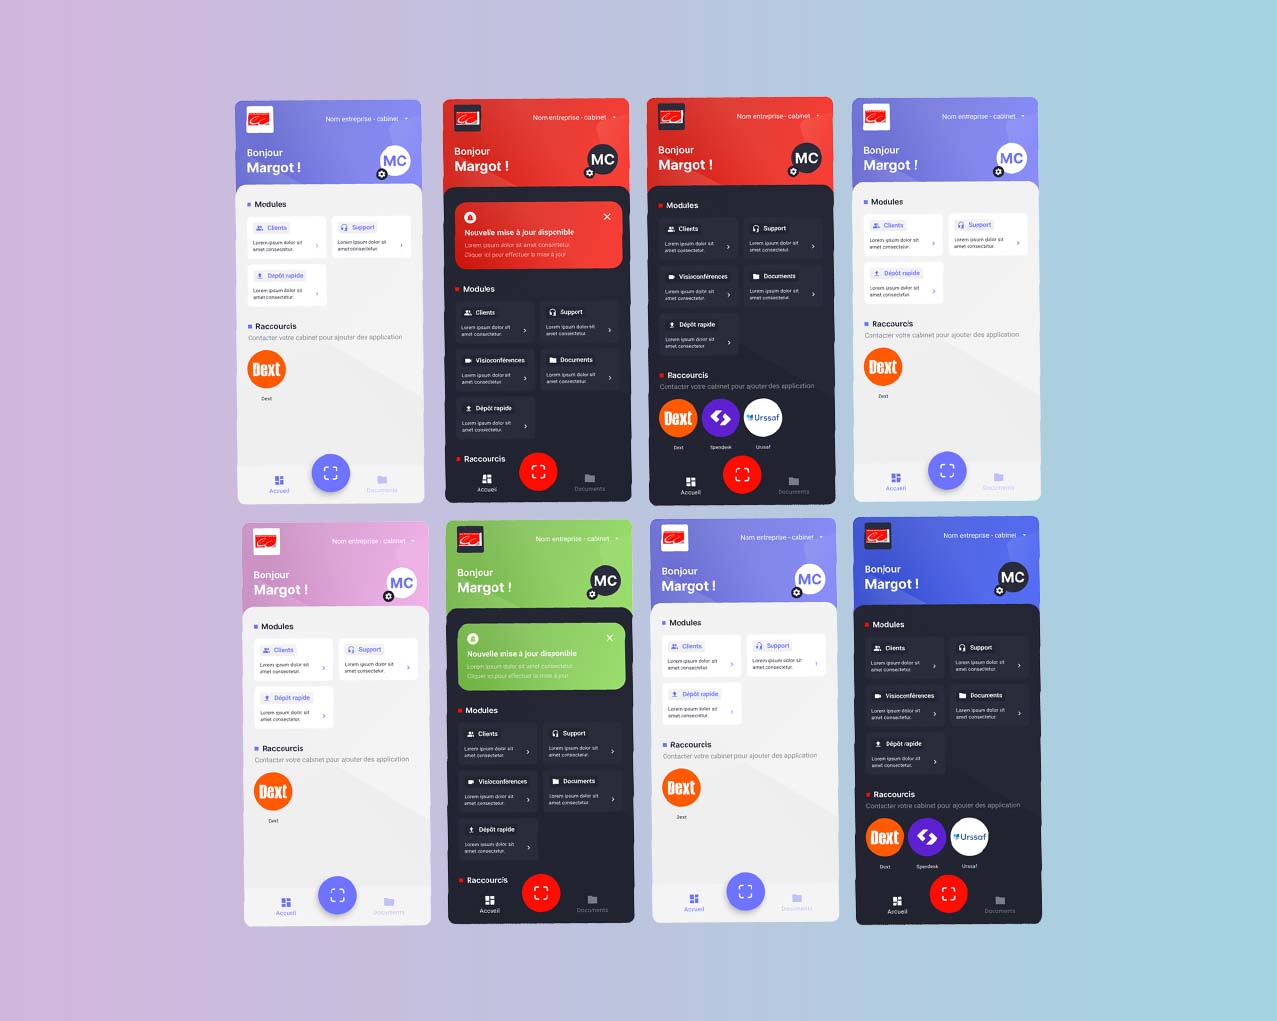 Nom entreprise - cabinet
Bonjour
Margot !
MC
Modules
Clients
Lorem ipsum dolor sit
amet consectetur.
Support
Lorem ipsum dolor sit
amet consectetur.
Dépôt rapide
Lorem ipsum dolor sit
amet consectetur.
Raccourcis
Contacter votre cabinet pour ajouter des application
Dext
Dext
Accueil
Documents
Nom entreprise - cabinet
Bonjour
Margot !
MC
Nouvelle mise à jour disponible
Lorem ipsum dolor sit amet consectetur.
Cliquer ici pour effectuer la mise à jour
Modules
Clients
Lorem ipsum dolor sit
amet consectetur.
Support
Lorem ipsum dolor sit
amet consectetur.
Visioconférences
Lorem ipsum dolor sit
amet consectetur.
Documents
Lorem ipsum dolor sit
amet consectetur.
Dépôt rapide
Lorem ipsum dolor sit
amet consectetur.
Raccourcis
Accueil
Documents
Nom entreprise - cabinet
Bonjour
Margot !
MC
Modules
Clients
Lorem ipsum dolor sit
amet consectetur.
Support
Lorem ipsum dolor sit
amet consectetur.
Visioconférences
Lorem ipsum dolor sit
amet consectetur.
Documents
Lorem ipsum dolor sit
amet consectetur.
Dépôt rapide
Lorem ipsum dolor sit
amet consectetur.
Raccourcis
Contacter votre cabinet pour ajouter des application
Dext
Urssaf
Dext
Spendesk
Urssaf
Accueil
Documents
Nom entreprise - cabinet
Bonjour
Margot !
MC
Modules
Clients
Lorem ipsum dolor sit
amet consectetur.
Support
Lorem ipsum dolor sit
amet consectetur.
Dépôt rapide
Lorem ipsum dolor sit
amet consectetur.
Raccourcis
Contacter votre cabinet pour ajouter des application
Dext
Dext
Accueil
Documents
Nom entreprise - cabinet
Bonjour
Margot !
MC
Modules
Clients
Lorem ipsum dolor sit
amet consectetur.
Support
Lorem ipsum dolor sit
amet consectetur.
Dépôt rapide
Lorem ipsum dolor sit
amet consectetur.
Raccourcis
Contacter votre cabinet pour ajouter des application
Dext
Dext
Accueil
Documents
Nom entreprise - cabinet
Bonjour
Margot !
MC
Nouvelle mise à jour disponible
Lorem ipsum dolor sit amet consectetur.
Cliquer ici pour effectuer la mise à jour
Modules
Clients
Lorem ipsum dolor sit
amet consectetur.
Support
Lorem ipsum dolor sit
amet consectetur.
Visioconférences
Lorem ipsum dolor sit
amet consectetur.
Documents
Lorem ipsum dolor sit
amet consectetur.
Dépôt rapide
Lorem ipsum dolor sit
amet consectetur.
Raccourcis
Accueil
Documents
Nom entreprise - cabinet
Bonjour
Margot !
MC
Modules
Clients
Lorem ipsum dolor sit
amet consectetur.
Support
Lorem ipsum dolor sit
amet consectetur.
Dépôt rapide
Lorem ipsum dolor sit
amet consectetur.
Raccourcis
Contacter votre cabinet pour ajouter des application
Dext
Dext
Accueil
Documents
Nom entreprise - cabinet
Bonjour
Margot !
MC
Modules
Clients
Lorem ipsum dolor sit
amet consectetur.
Support
Lorem ipsum dolor sit
amet consectetur.
Visioconférences
Lorem ipsum dolor sit
amet consectetur.
Documents
Lorem ipsum dolor sit
amet consectetur.
Dépôt rapide
Lorem ipsum dolor sit
amet consectetur.
Raccourcis
Contacter votre cabinet pour ajouter des application
Dext
Urssaf
Dext
Spendesk
Urssaf
Accueil
Documents